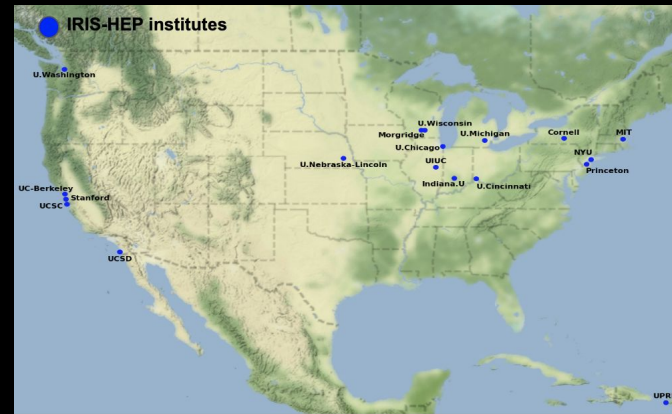 IRIS-HEP institutes
U.Washington
U.Wisconsin
Morgridge
U.Michigan
Cornell
MIT
U.Chicago
NYU
U.Nebraska-Lincoln
UIUC
Princeton
Indiana.U
U.Cincinnati
UC-Berkeley
Stanford
UCSC
UCSD
UPR